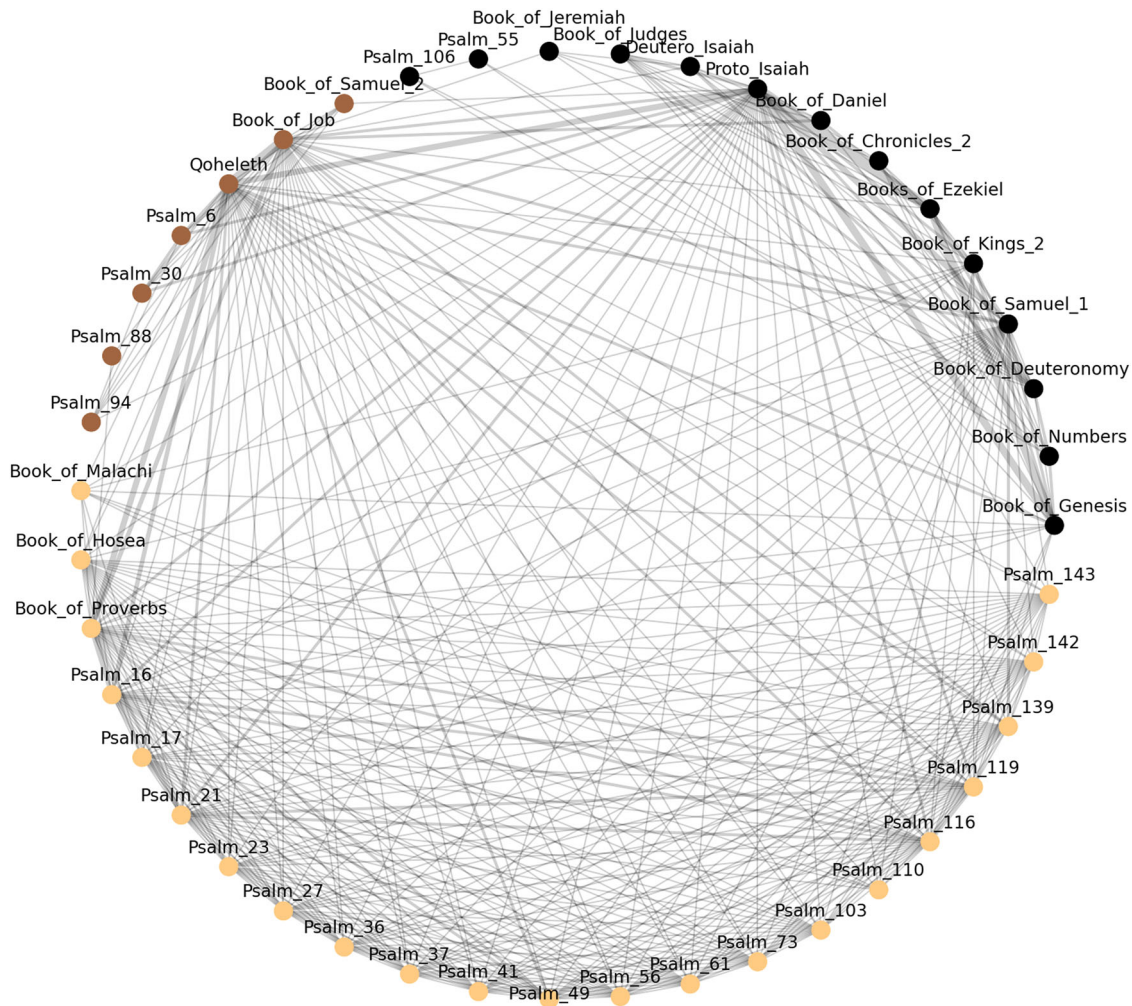 Book_of_Jeremiah
Book_of_Judges
Psalm_55
Deutero_Isaiah
Psalm_106
Proto_Isaiah
Book_of_Samuel_2
Book_of_Daniel
Book_of_Job
Book_of_Chronicles_2
Qoheleth
Books_of_Ezekiel
Psalm_6
Book_of_Kings_2
Psalm_30
Book_of_Samuel_1
Psalm_88
Book_of_Deuteronomy
Psalm_94
Book_of_Numbers
Book_of_Malachi
Book_of_Genesis
Book_of_Hosea
Psalm_143
Book_of_Proverbs
Psalm_142
Psalm_16
Psalm_139
Psalm_17
Psalm_119
Psalm_21
Psalm_116
Psalm_23
Psalm_110
Psalm_27
Psalm_103
Psalm_36
Psalm_73
Psalm_37
Psalm_61
Psalm_41
Psalm_56
Psalm_49